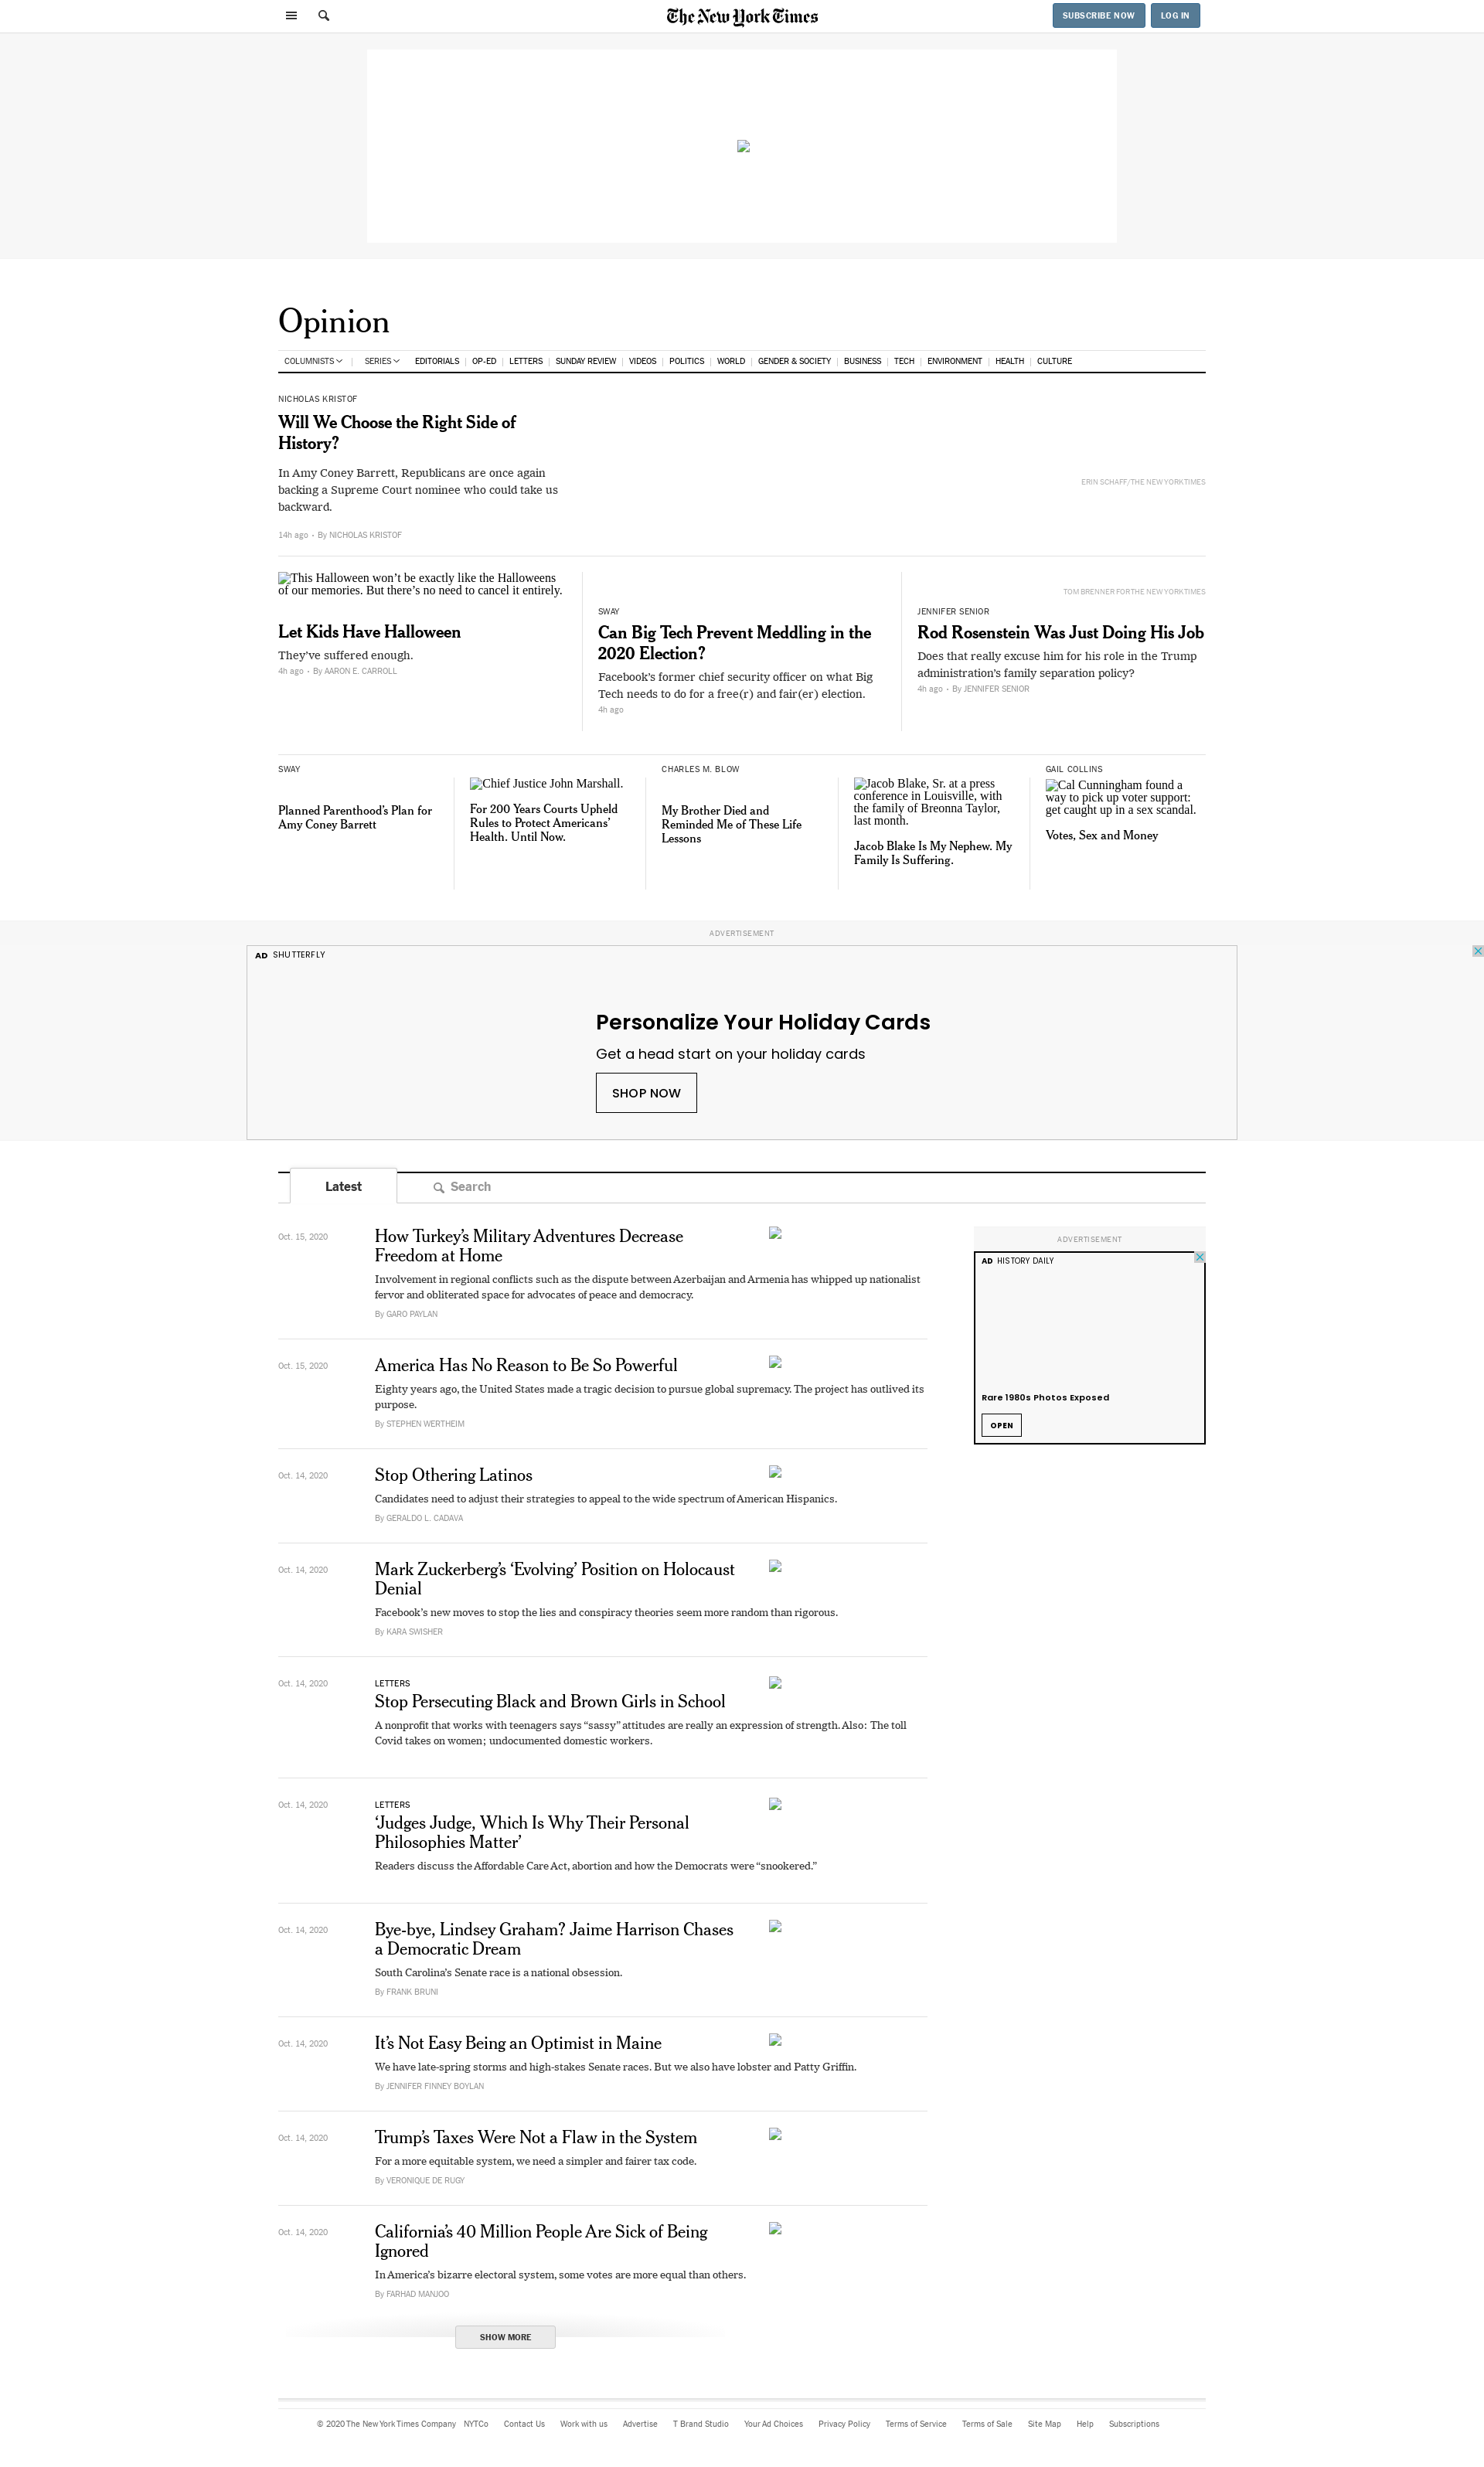 The New York Times
SUBSCRIBE NOW
LOG IN
Opinion
COLUMNISTS
SERIES
EDITORIALS
OP-ED
LETTERS
SUNDAY REVIEW
VIDEOS
POLITICS
WORLD
GENDER & SOCIETY
BUSINESS
TECH
ENVIRONMENT
HEALTH
CULTURE
NICHOLAS KRISTOF
Will We Choose the Right Side of
History?
In Amy Coney Barrett, Republicans are once again
backing a Supreme Court nominee who could take us
backward.
14h ago • By NICHOLAS KRISTOF
ERIN SCHAFF/THE NEW YORK TIMES
This Halloween won’t be exactly like the Halloweens
of our memories. But there’s no need to cancel it entirely.
Let Kids Have Halloween
They’ve suffered enough.
4h ago • By AARON E. CARROLL
SWAY
Can Big Tech Prevent Meddling in the
2020 Election?
Facebook’s former chief security officer on what Big
Tech needs to do for a free(r) and fair(er) election.
4h ago
TOM BRENNER FOR THE NEW YORK TIMES
JENNIFER SENIOR
Rod Rosenstein Was Just Doing His Job
Does that really excuse him for his role in the Trump
administration’s family separation policy?
4h ago • By JENNIFER SENIOR
SWAY
Planned Parenthood’s Plan for
Amy Coney Barrett
Chief Justice John Marshall.
For 200 Years Courts Upheld
Rules to Protect Americans’
Health. Until Now.
CHARLES M. BLOW
My Brother Died and
Reminded Me of These Life
Lessons
Jacob Blake, Sr. at a press
conference in Louisville, with
the family of Breonna Taylor,
last month.
Jacob Blake Is My Nephew. My
Family Is Suffering.
GAIL COLLINS
Cal Cunningham found a
way to pick up voter support:
get caught up in a sex scandal.
Votes, Sex and Money
ADVERTISEMENT
AD SHUTTERFLY
Personalize Your Holiday Cards
Get a head start on your holiday cards
SHOP NOW
Latest
Search
Oct. 15, 2020
How Turkey’s Military Adventures Decrease
Freedom at Home
Involvement in regional conflicts such as the dispute between Azerbaijan and Armenia has whipped up nationalist
fervor and obliterated space for advocates of peace and democracy.
By GARO PAYLAN
ADVERTISEMENT
AD HISTORY DAILY
Rare 1980s Photos Exposed
OPEN
Oct. 15, 2020
America Has No Reason to Be So Powerful
Eighty years ago, the United States made a tragic decision to pursue global supremacy. The project has outlived its
purpose.
By STEPHEN WERTHEIM
Oct. 14, 2020
Stop Othering Latinos
Candidates need to adjust their strategies to appeal to the wide spectrum of American Hispanics.
By GERALDO L. CADAVA
Oct. 14, 2020
Mark Zuckerberg’s ‘Evolving’ Position on Holocaust
Denial
Facebook’s new moves to stop the lies and conspiracy theories seem more random than rigorous.
By KARA SWISHER
Oct. 14, 2020
LETTERS
Stop Persecuting Black and Brown Girls in School
A nonprofit that works with teenagers says “sassy” attitudes are really an expression of strength. Also: The toll
Covid takes on women; undocumented domestic workers.
Oct. 14, 2020
LETTERS
‘Judges Judge, Which Is Why Their Personal
Philosophies Matter’
Readers discuss the Affordable Care Act, abortion and how the Democrats were “snookered.”
Oct. 14, 2020
Bye-bye, Lindsey Graham? Jaime Harrison Chases
a Democratic Dream
South Carolina’s Senate race is a national obsession.
By FRANK BRUNI
Oct. 14, 2020
It’s Not Easy Being an Optimist in Maine
We have late-spring storms and high-stakes Senate races. But we also have lobster and Patty Griffin.
By JENNIFER FINNEY BOYLAN
Oct. 14, 2020
Trump’s Taxes Were Not a Flaw in the System
For a more equitable system, we need a simpler and fairer tax code.
By VERONIQUE DE RUGY
Oct. 14, 2020
California’s 40 Million People Are Sick of Being
Ignored
In America’s bizarre electoral system, some votes are more equal than others.
By FARHAD MANJOO
SHOW MORE
© 2020 The New York Times Company
NYTCo
Contact Us
Work with us
Advertise
T Brand Studio
Your Ad Choices
Privacy Policy
Terms of Service
Terms of Sale
Site Map
Help
Subscriptions